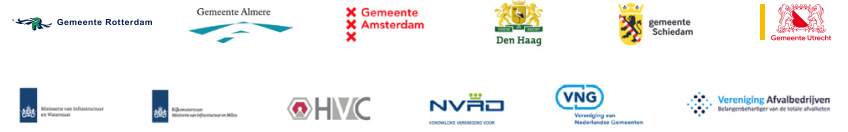 Gemeente Rotterdam
Gemeente Almere
Gemeente
Amsterdam
Den Haag
gemeente
Schiedam
Gemeente Utrecht
Ministerie van Infrastructuur
en Waterstaat
Rijkswaterstaat
Ministerie van Infrastructuur en Milieu
HVC
NVRD
KONINKLIJKE VERENIGING VOOR
VNG
Vereniging van
Nederlandse Gemeenten
Vereniging Afvalbedrijven
Belangenbehartiger van de totale afvalketen